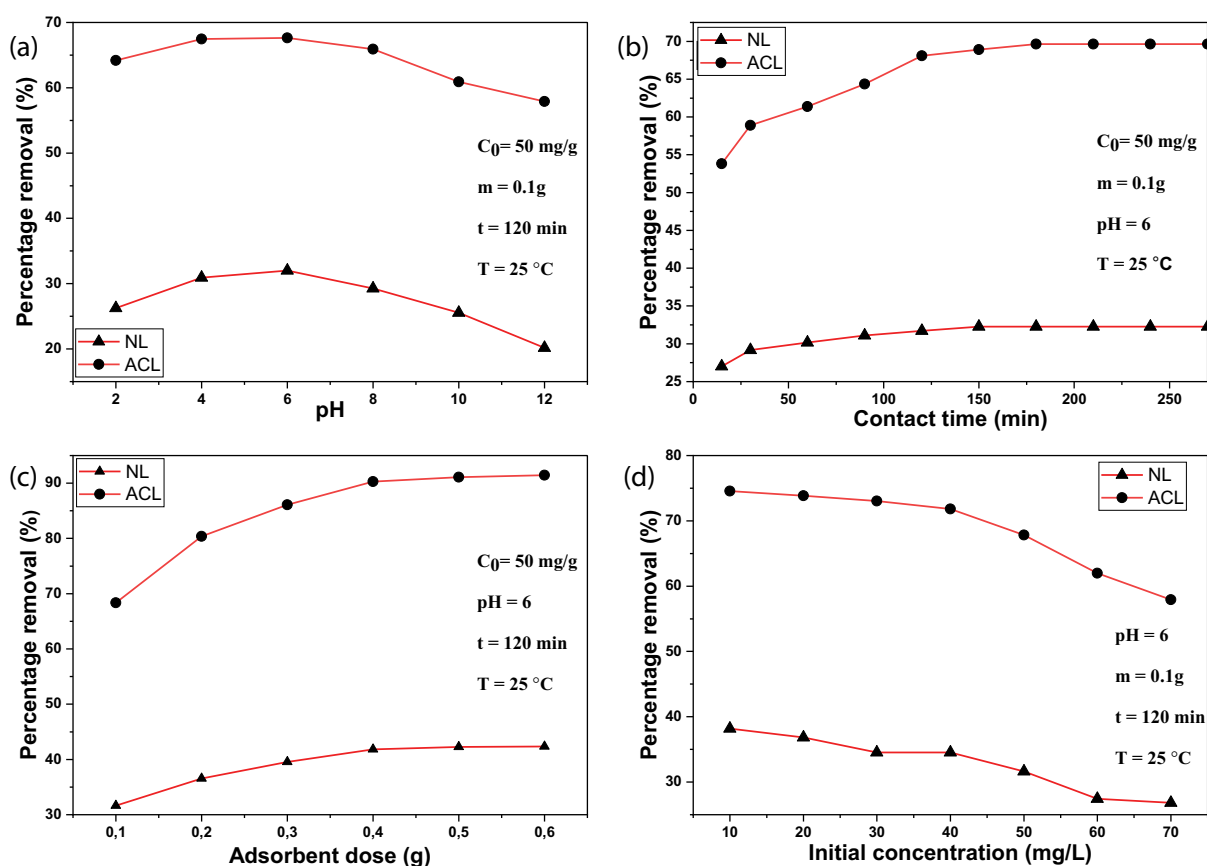 (a)
Percentage removal (%)
70
60
50
40
30
20
C0= 50 mg/g
m = 0.1g
t = 120 min
T = 25 °C
NL
ACL
2 4 6 8 10 12
pH
(b)
Percentage removal (%)
70
65
60
55
50
45
40
35
30
25
NL
ACL
C0= 50 mg/g
m = 0.1g
pH = 6
T = 25 °C
0 50 100 150 200 250
Contact time (min)
(c)
Percentage removal (%)
90
80
70
60
50
40
30
NL
ACL
C0= 50 mg/g
pH = 6
t = 120 min
T = 25 °C
0,1 0,2 0,3 0,4 0,5 0,6
Adsorbent dose (g)
(d)
Percentage removal (%)
80
70
60
50
40
30
NL
ACL
pH = 6
m = 0.1g
t = 120 min
T = 25 °C
10 20 30 40 50 60 70
Initial concentration (mg/L)